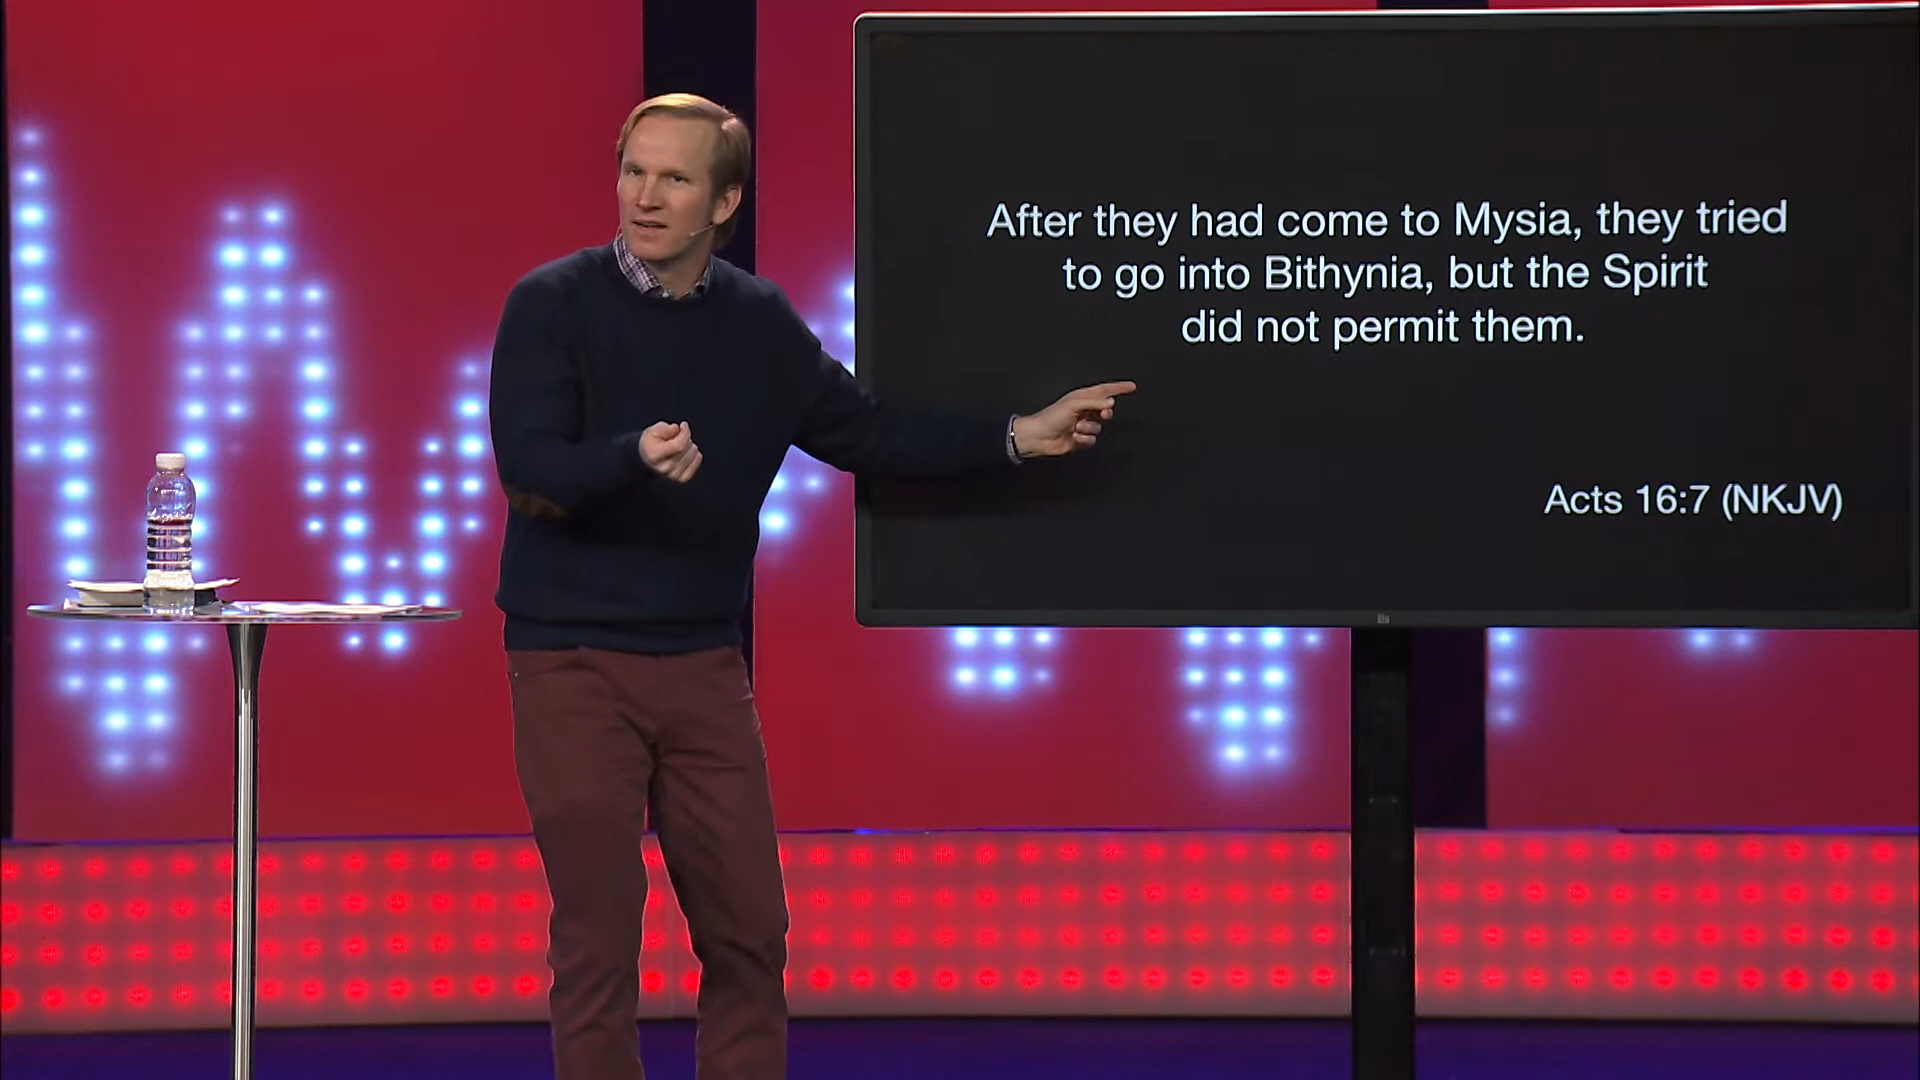 After they had come to Mysia, they tried
to go into Bithynia, but the Spirit
did not permit them.
Acts 16:7 (NKJV)